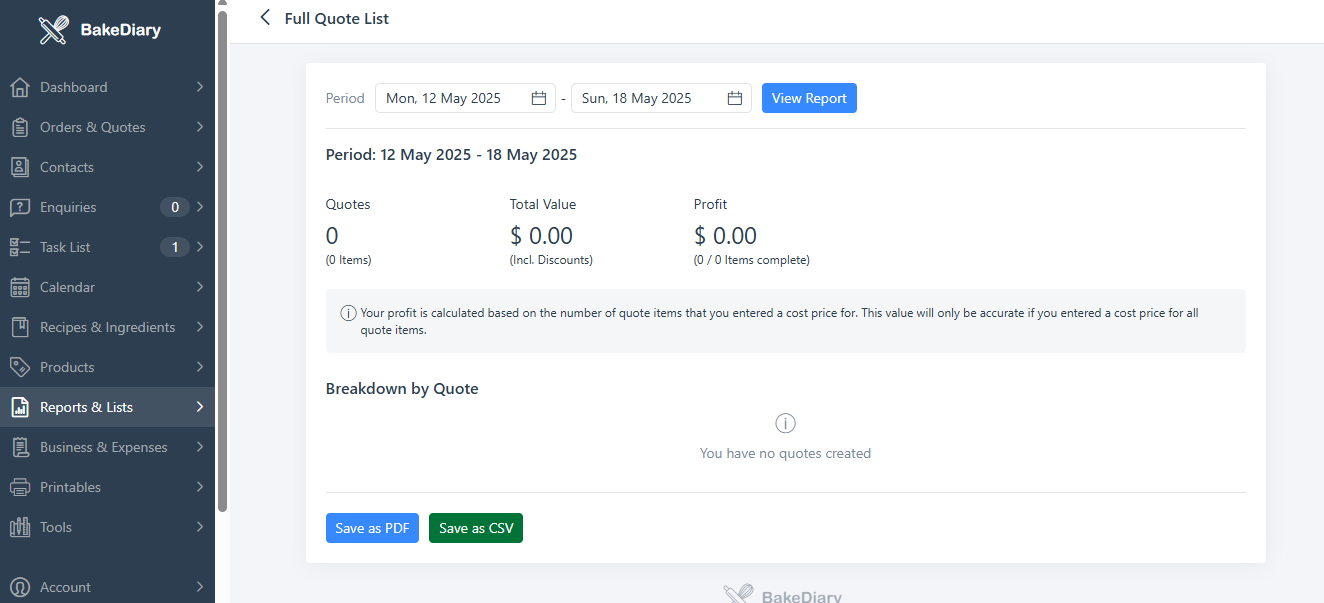 BakeDiary
Dashboard
Orders & Quotes
Contacts
Enquiries 0
Task List 1
Calendar
Recipes & Ingredients
Products
Reports & Lists
Business & Expenses
Printables
Tools
Account
Full Quote List
Period Mon, 12 May 2025 - Sun, 18 May 2025 View Report
Period: 12 May 2025 - 18 May 2025
Quotes Total Value Profit
0 $ 0.00 $ 0.00
(0 Items) (Incl. Discounts) (0 / 0 Items complete)
Your profit is calculated based on the number of quote items that you entered a cost price for. This value will only be accurate if you entered a cost price for all
quote items.
Breakdown by Quote
You have no quotes created
Save as PDF Save as CSV
BakeDiary